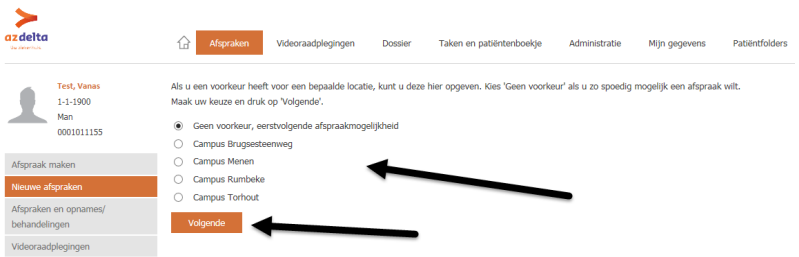 azdelta
Afspraken Videoraadplegingen Dossier Taken en patiëntenboekje Administratie Mijn gegevens Patiëntfolders
Test, Vanas
1-1-1900
Man
0001011155
Afspraak maken
Nieuwe afspraken
Afspraken en opnames/
behandelingen
Videoraadplegingen
Als u een voorkeur heeft voor een bepaalde locatie, kunt u deze hier opgeven. Kies 'Geen voorkeur' als u zo spoedig mogelijk een afspraak wilt.
Maak uw keuze en druk op 'Volgende'.
Geen voorkeur, eerstvolgende afspraakmogelijkheid
Campus Brugsesteenweg
Campus Menen
Campus Rumbeke
Campus Torhout
Volgende